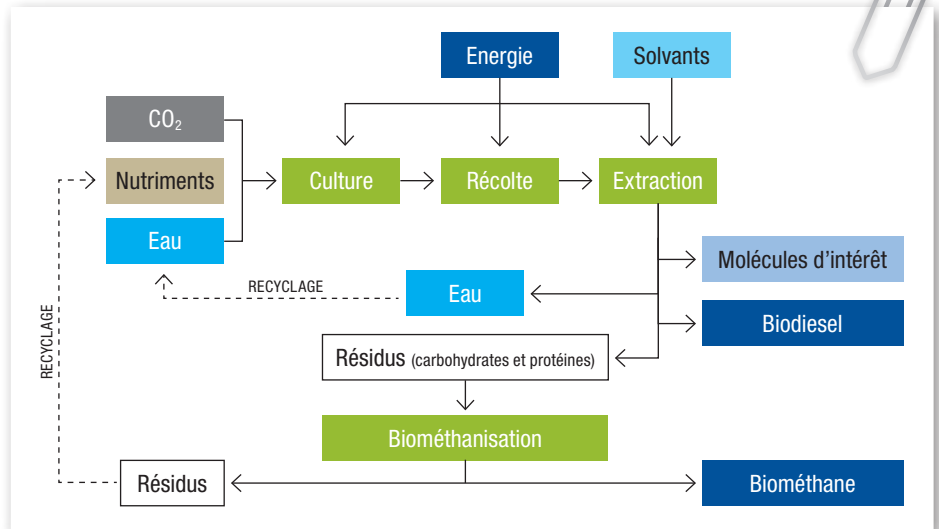 Energie
Solvants
CO₂
Nutriments
Eau
Culture
Récolte
Extraction
Molécules d'intérêt
RECYCLAGE
Eau
Biodiesel
RECYCLAGE
Résidus (carbohydrates et protéines)
Biométhanisation
Résidus
Biométhane